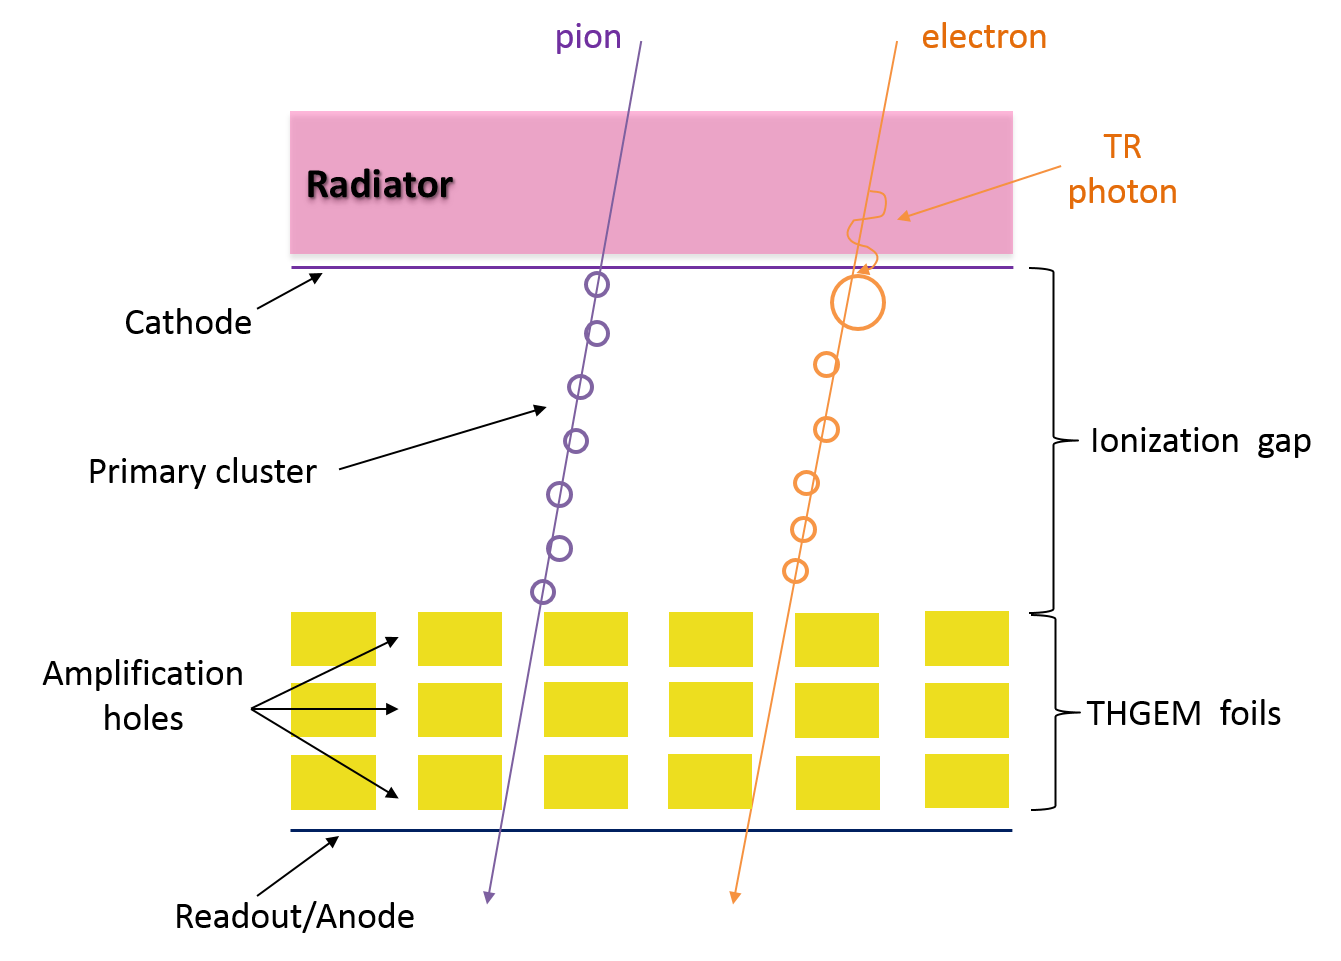 pion
electron
Radiator
TR
photon
Cathode
Ionization gap
Primary cluster
Amplification
holes
THGEM foils
Readout/Anode